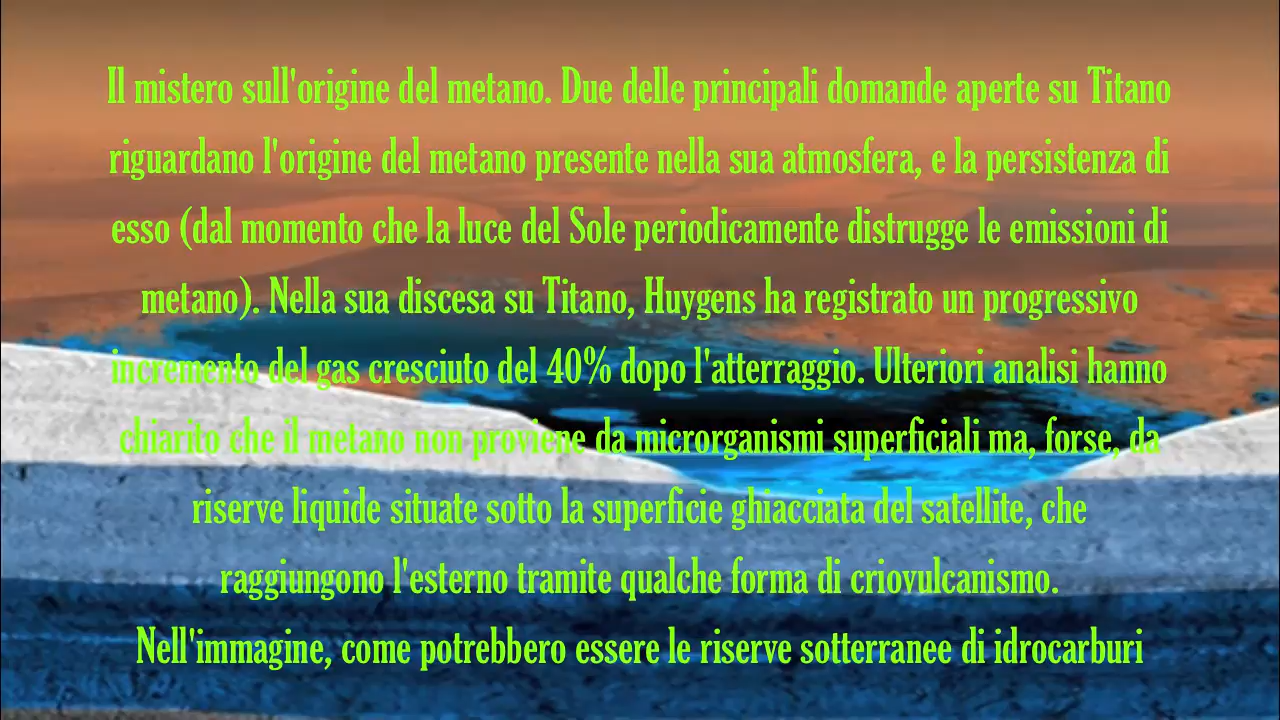 Il mistero sull'origine del metano. Due delle principali domande aperte su Titano
riguardano l'origine del metano presente nella sua atmosfera, e la persistenza di
esso (dal momento che la luce del Sole periodicamente distrugge le emissioni di
metano). Nella sua discesa su Titano, Huygens ha registrato un progressivo
incremento del gas cresciuto del 40% dopo l'atterraggio. Ulteriori analisi hanno
chiarito che il metano non proviene da microrganismi superficiali ma, forse, da
riserve liquide situate sotto la superficie ghiacciata del satellite, che
raggiungono l'esterno tramite qualche forma di criovulcanismo.
Nell'immagine, come potrebbero essere le riserve sotterranee di idrocarburi